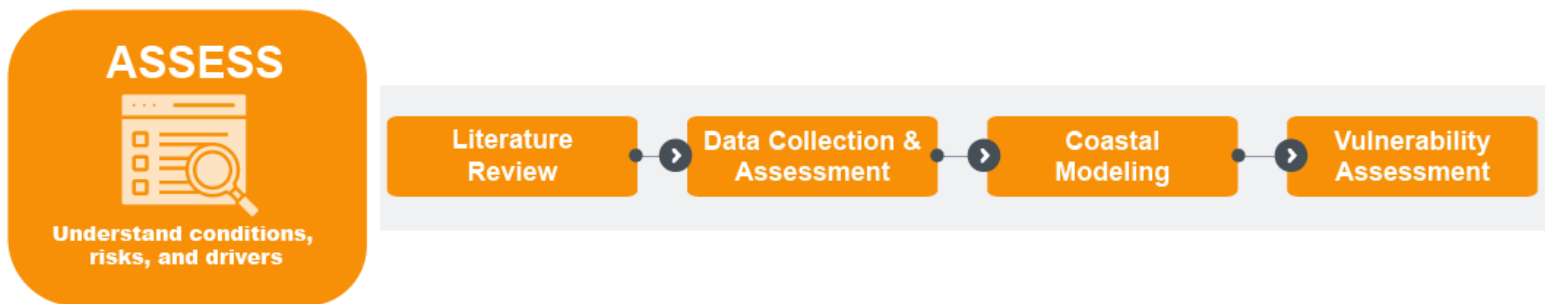 ASSESS
Understand conditions,
risks, and drivers
Literature
Review
Data Collection &
Assessment
Coastal
Modeling
Vulnerability
Assessment